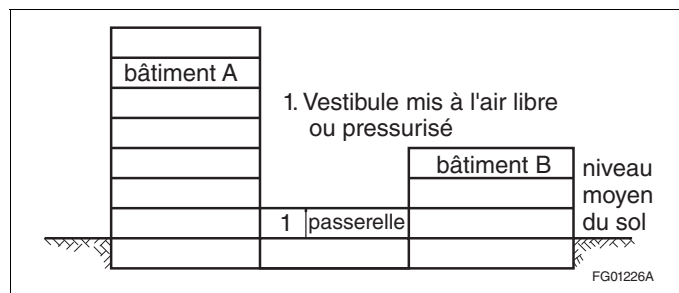 bâtiment A
1. Vestibule mis à l'air libre
ou pressurisé
bâtiment B
niveau
moyen
du sol
1
passerelle
FG01226A